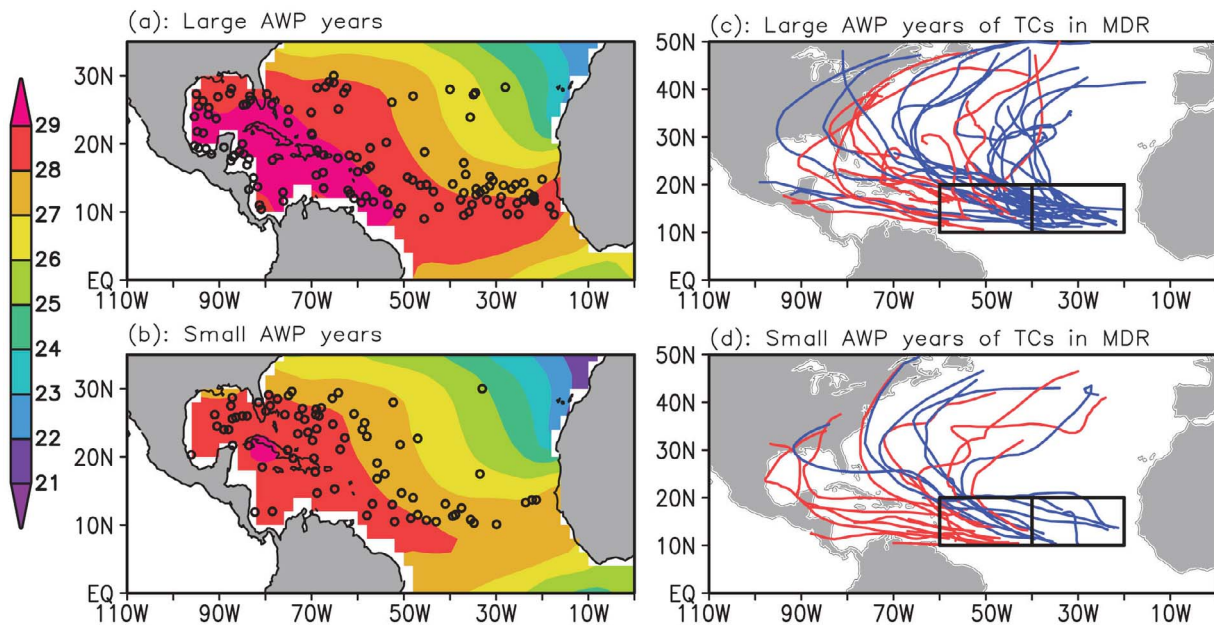 (a): Large AWP years
(c): Large AWP years of TCs in MDR
29
28
27
26
25
24
23
22
21
30N
20N
10N
EQ
110W 90W 70W 50W 30W 10W
50N
40N
30N
20N
10N
EQ
110W 90W 70W 50W 30W 10W
(b): Small AWP years
(d): Small AWP years of TCs in MDR
30N
20N
10N
EQ
110W 90W 70W 50W 30W 10W
50N
40N
30N
20N
10N
EQ
110W 90W 70W 50W 30W 10W